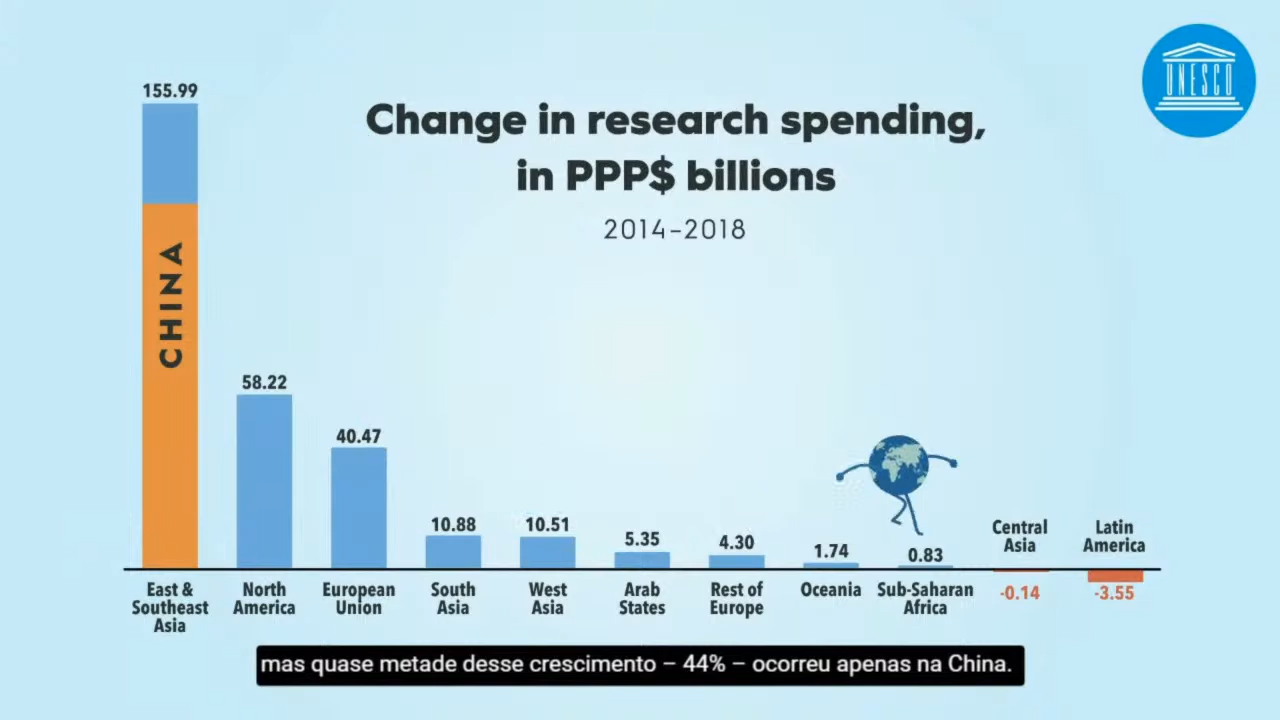 UNESCO
Change in research spending,
in PPP$ billions
2014–2018
155.99
CHINA
58.22
40.47
10.88
10.51
5.35
4.30
1.74
0.83
Central
Asia
Latin
America
East &
Southeast
Asia
North
America
European
Union
South
Asia
West
Asia
Arab
States
Rest of
Europe
Oceania
Sub-Saharan
Africa
-0.14
-3.55
mas quase metade desse crescimento – 44% – ocorreu apenas na China.